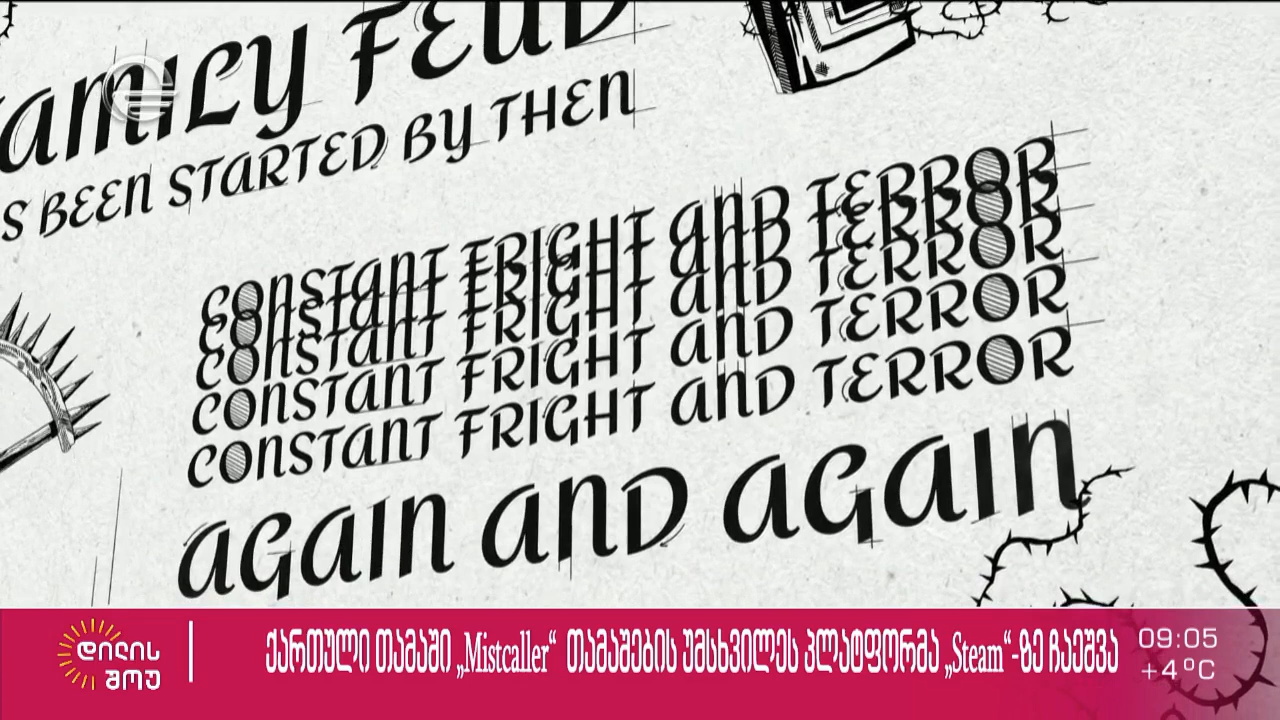 FAMILY FEUD
S BEEN STARTED BY THEN
CONSTANT FRIGHT AND TERROR
CONSTANT FRIGHT AND TERROR
CONSTANT FRIGHT AND TERROR
CONSTANT FRIGHT AND TERROR
CONSTANT FRIGHT AND TERROR
AGAIN AND AGAIN
დილის
შოუ
ქართული თამაში „Mistcaller“ თამაშების უმსხვილეს პლატფორმა „Steam“-ზე ჩაეშვა
09:05
+4°C